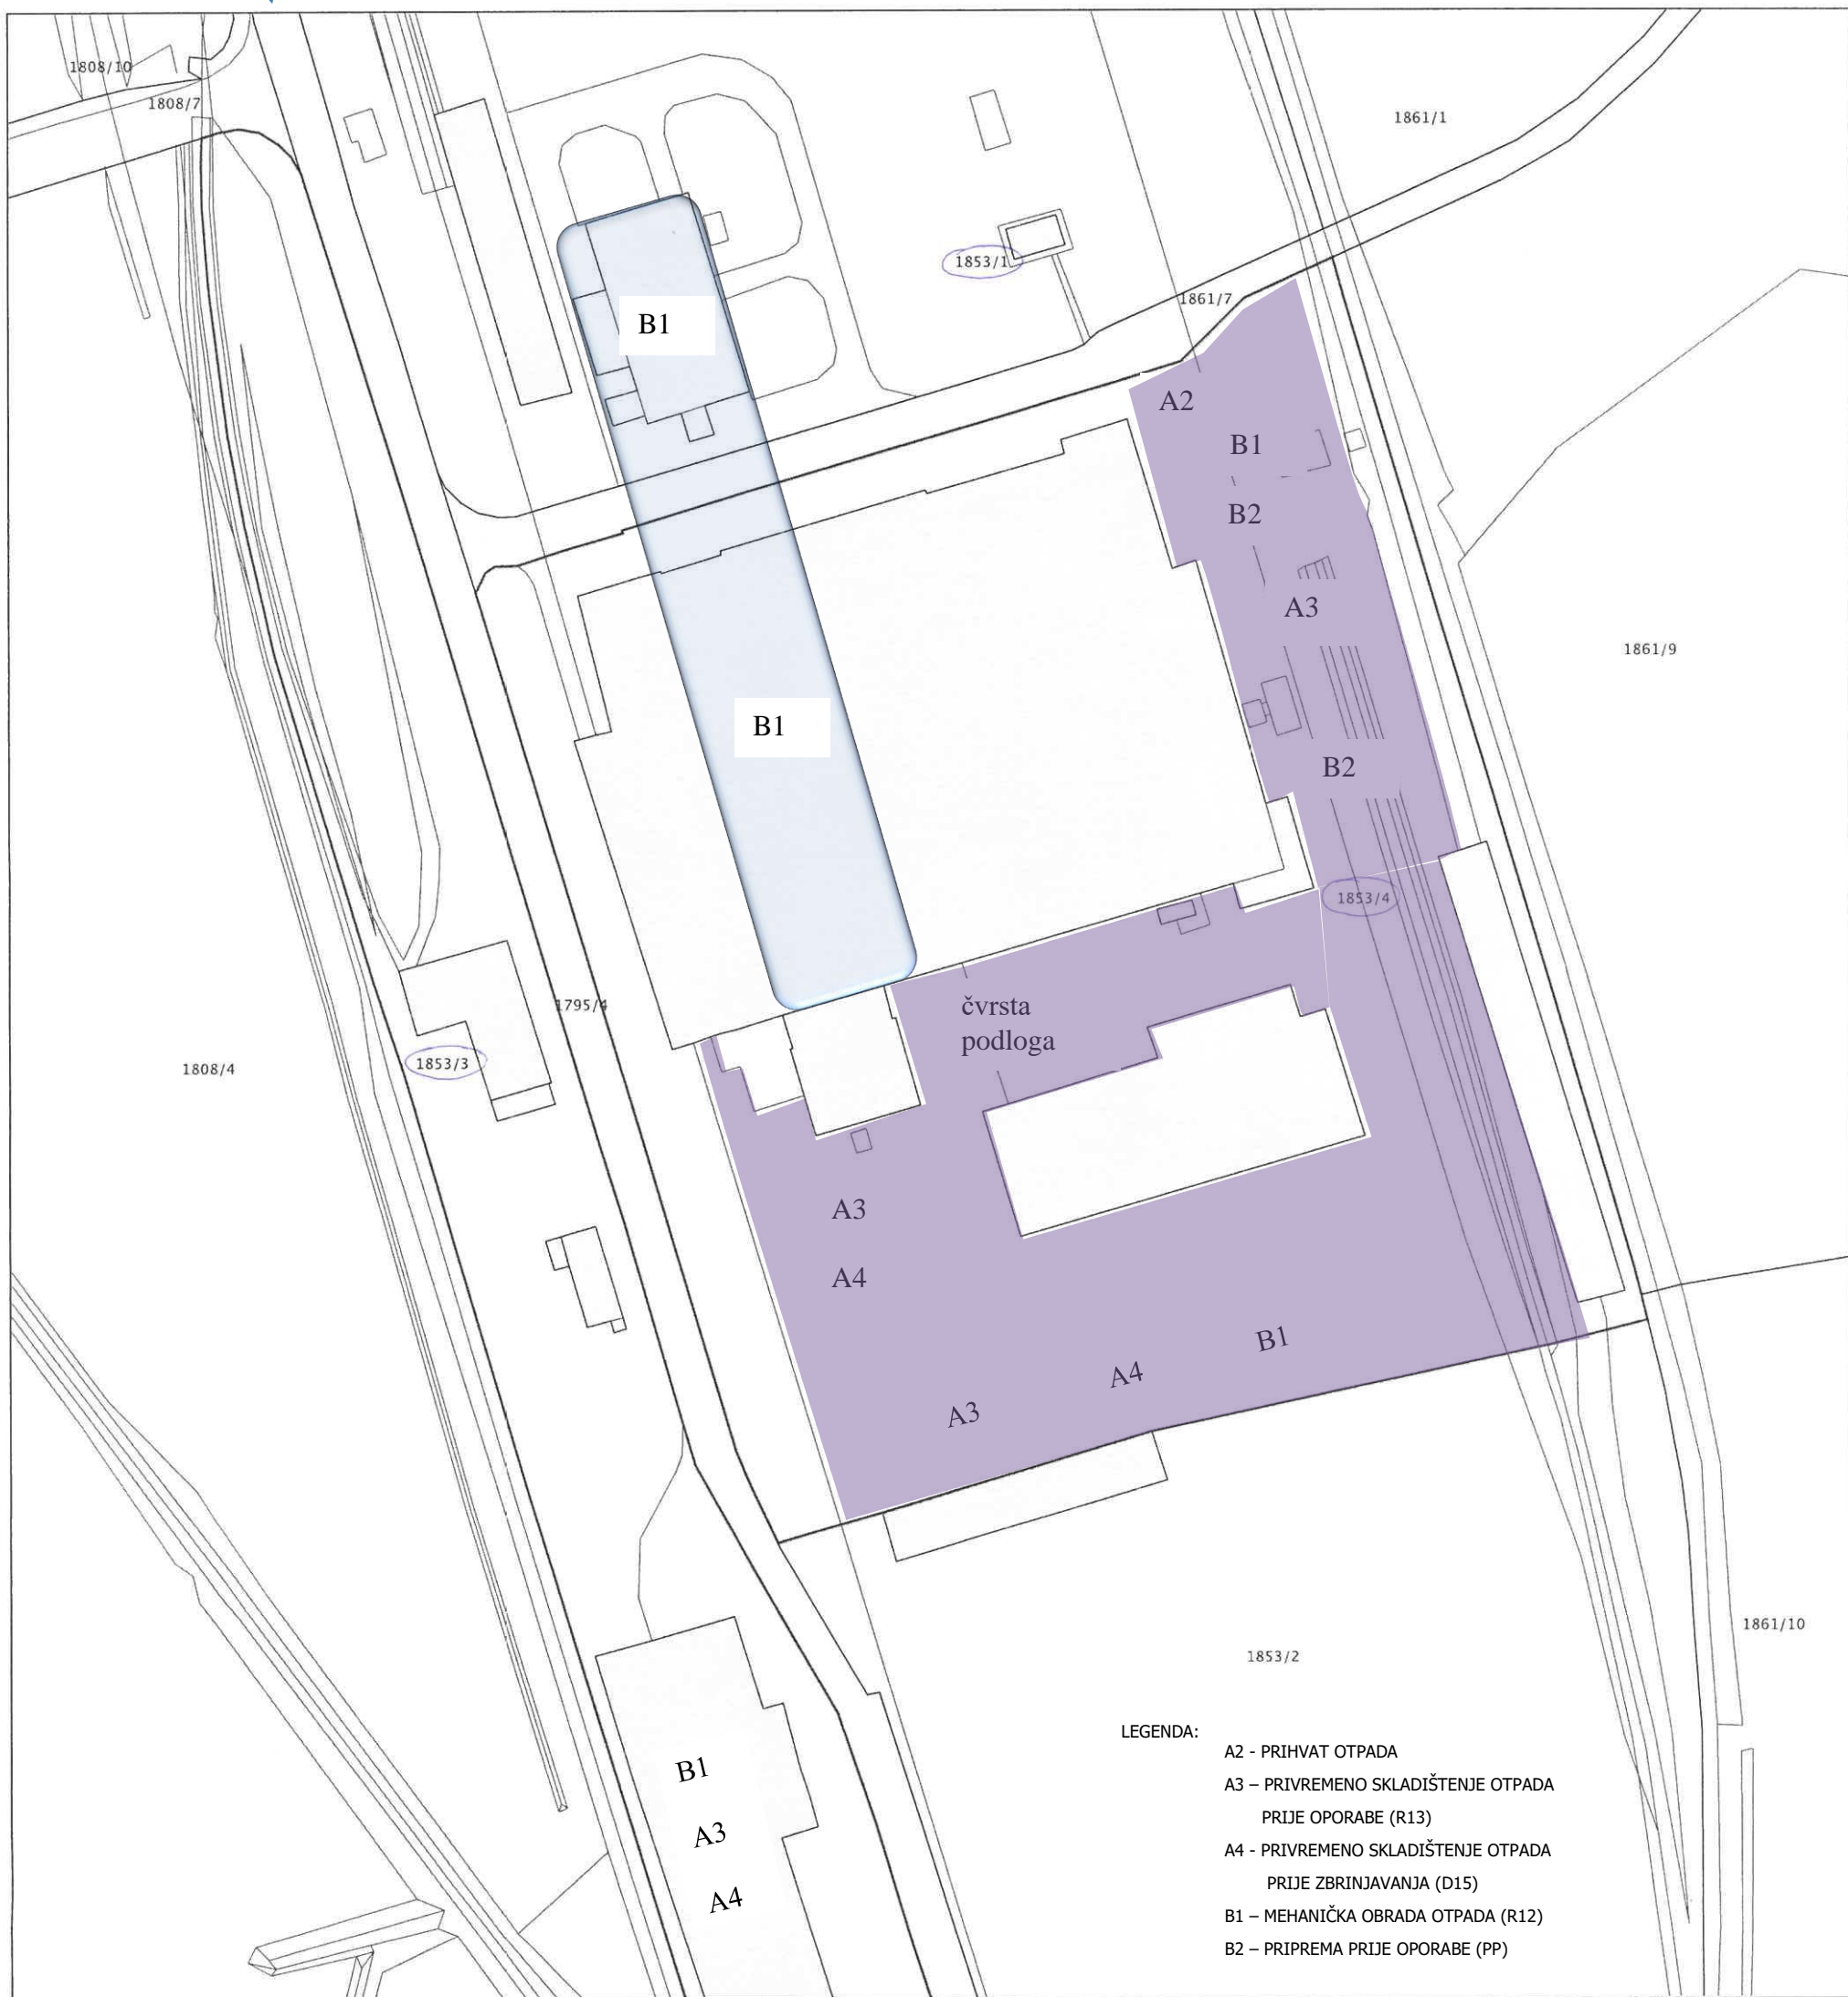 1808/10
1808/7
1861/1
1853/1
1861/7
B1
A2
B1
B2
A3
1861/9
B1
B2
1853/4
čvrsta
podloga
1795/4
1853/3
1808/4
A3
A4
B1
A4
A3
1861/10
1853/2
B1
A3
A4
LEGENDA:
A2 - PRIHVAT OTPADA
A3 – PRIVREMENO SKLADIŠTENJE OTPADA
PRIJE OPORABE (R13)
A4 - PRIVREMENO SKLADIŠTENJE OTPADA
PRIJE ZBRINJAVANJA (D15)
B1 – MEHANIČKA OBRADA OTPADA (R12)
B2 – PRIPREMA PRIJE OPORABE (PP)